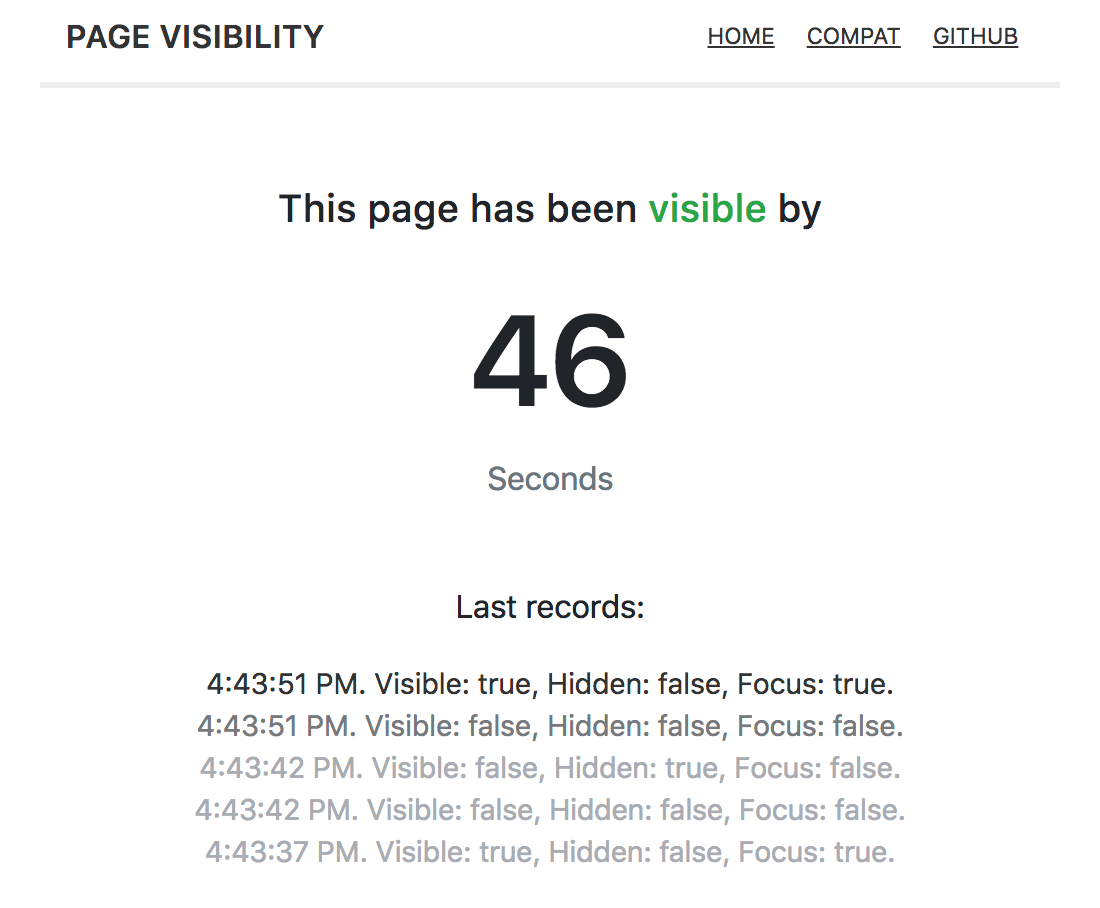 PAGE VISIBILITY HOME COMPAT GITHUB
This page has been visible by
46
Seconds
Last records:
4:43:51 PM. Visible: true, Hidden: false, Focus: true.
4:43:51 PM. Visible: false, Hidden: false, Focus: false.
4:43:42 PM. Visible: false, Hidden: true, Focus: false.
4:43:42 PM. Visible: false, Hidden: false, Focus: false.
4:43:37 PM. Visible: true, Hidden: false, Focus: true.